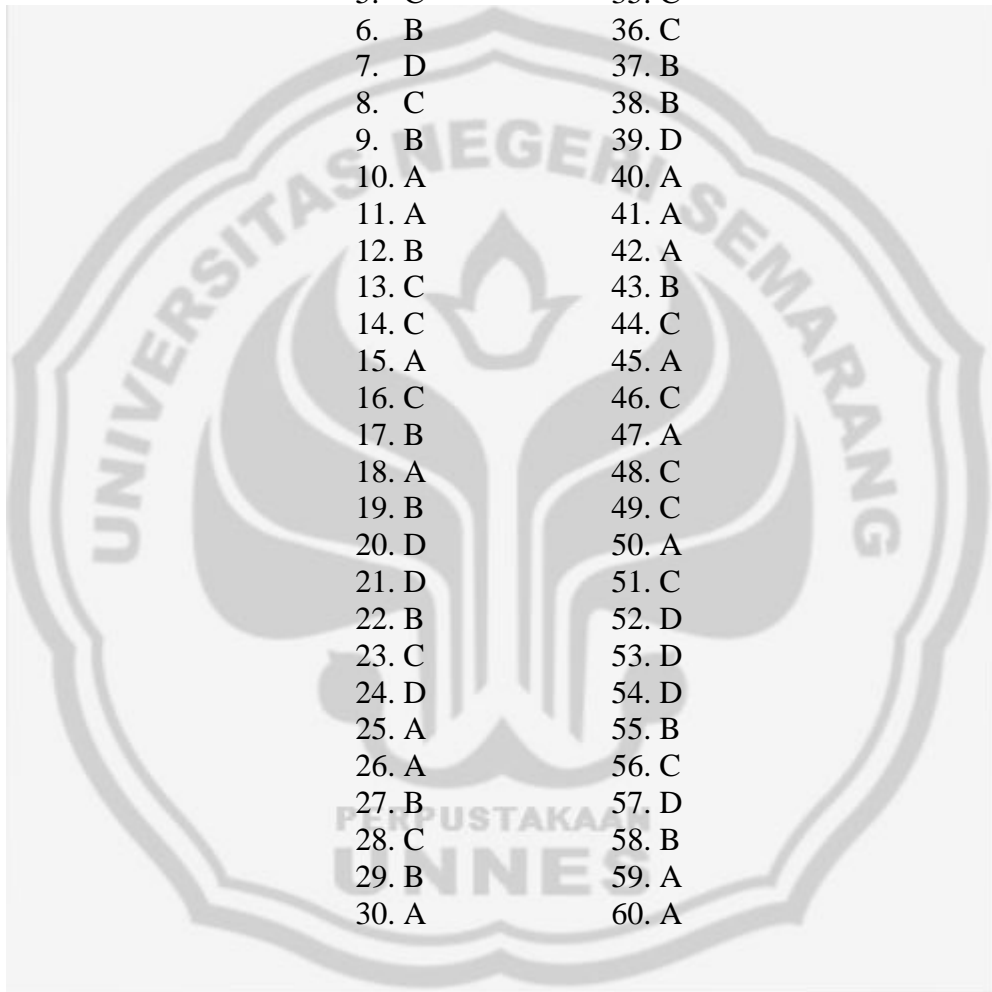 5. C
35. C
6. B
36. C
7. D
37. B
8. C
38. B
9. B
39. D
10. A
40. A
11. A
41. A
12. B
42. A
13. C
43. B
14. C
44. C
15. A
45. A
16. C
46. C
17. B
47. A
18. A
48. C
19. B
49. C
20. D
50. A
21. D
51. C
22. B
52. D
23. C
53. D
24. D
54. D
25. A
55. B
26. A
56. C
27. B
57. D
28. C
58. B
29. B
59. A
30. A
60. A
UNIVERSITAS NEGERI SEMARANG
PERPUSTAKAAN
UNNES